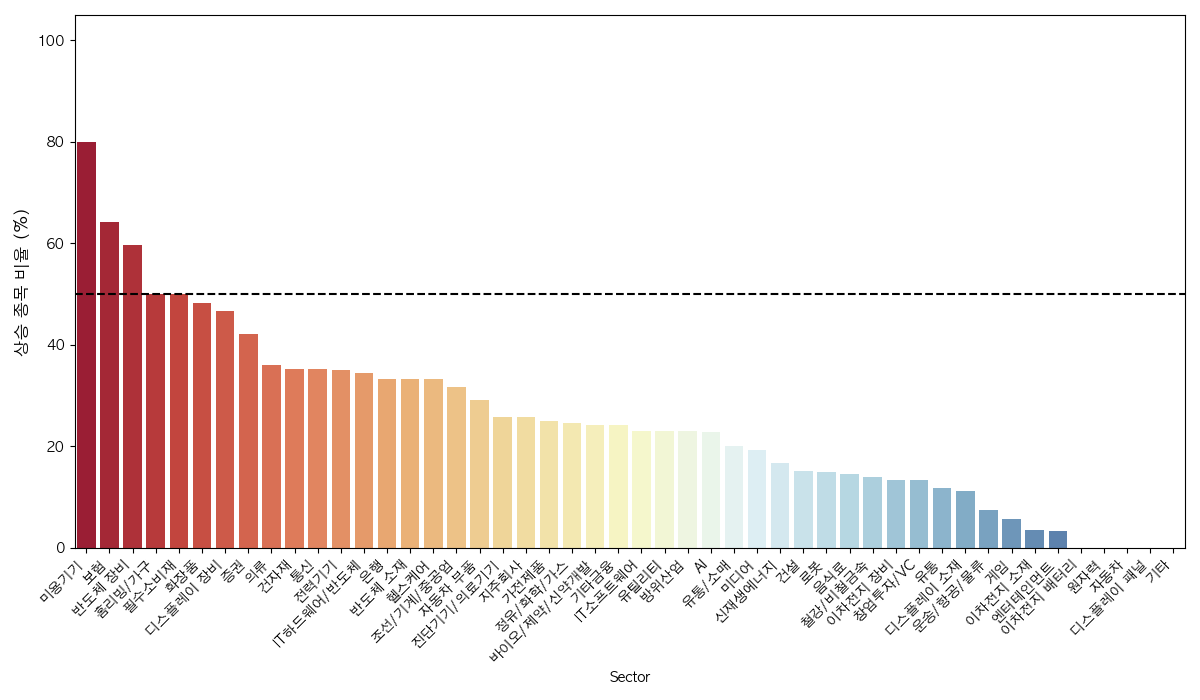 상승 종목 비율 (%)
100
80
60
40
20
0
미용기기
보험
반도체 장비
홈리빙/가구
필수소비재
화장품
디스플레이 장비
증권
의류
건자재
통신
전력기기
IT하드웨어/반도체
은행
반도체 소재
헬스케어
조선/기계/중공업
자동차 부품
진단기기/의료기기
지주회사
가전제품
정유/화학/가스
바이오/제약/신약개발
기타금융
IT소프트웨어
유틸리티
방위산업
AI
유통/소매
미디어
신재생에너지
건설
로봇
음식료
철강/비철금속
이차전지 장비
창업투자/VC
유통
디스플레이 소재
운송/항공/물류
게임
이차전지 소재
엔터테인먼트
이차전지 배터리
원자력
자동차
디스플레이 패널
기타
Sector